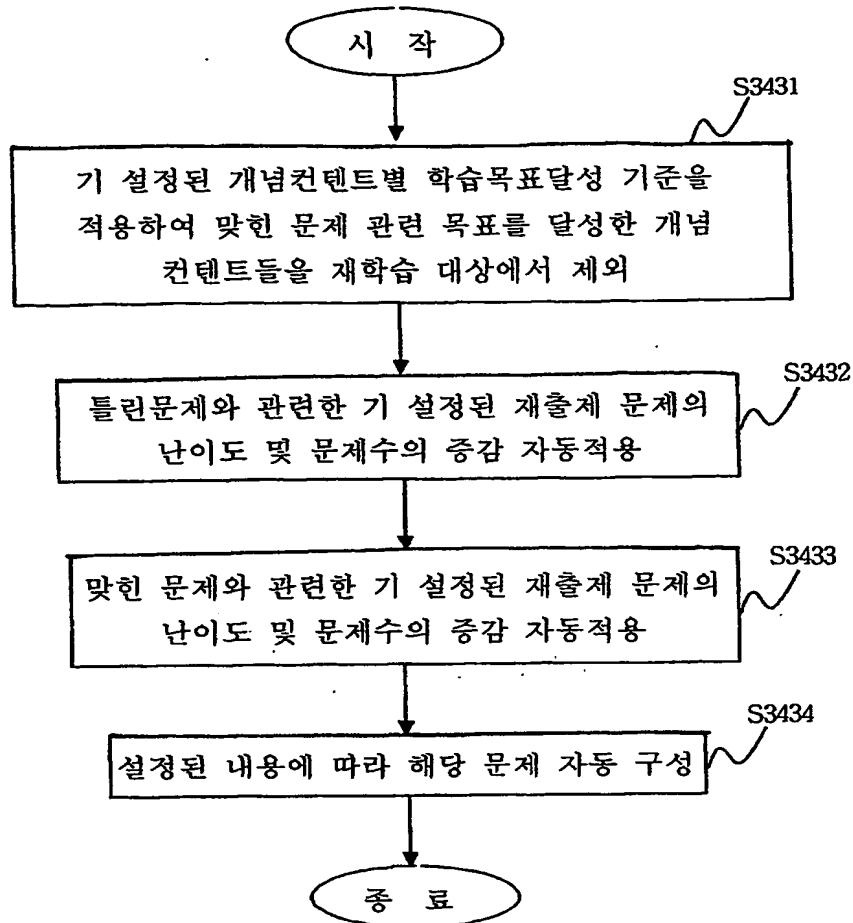 시 작
S3431
기 설정된 개념컨텐트별 학습목표달성 기준을
적용하여 맞힌 문제 관련 목표를 달성한 개념
컨텐트들을 재학습 대상에서 제외
S3432
틀린문제와 관련한 기 설정된 재출제 문제의
난이도 및 문제수의 증감 자동적용
S3433
맞힌 문제와 관련한 기 설정된 재출제 문제의
난이도 및 문제수의 증감 자동적용
S3434
설정된 내용에 따라 해당 문제 자동 구성
종 료